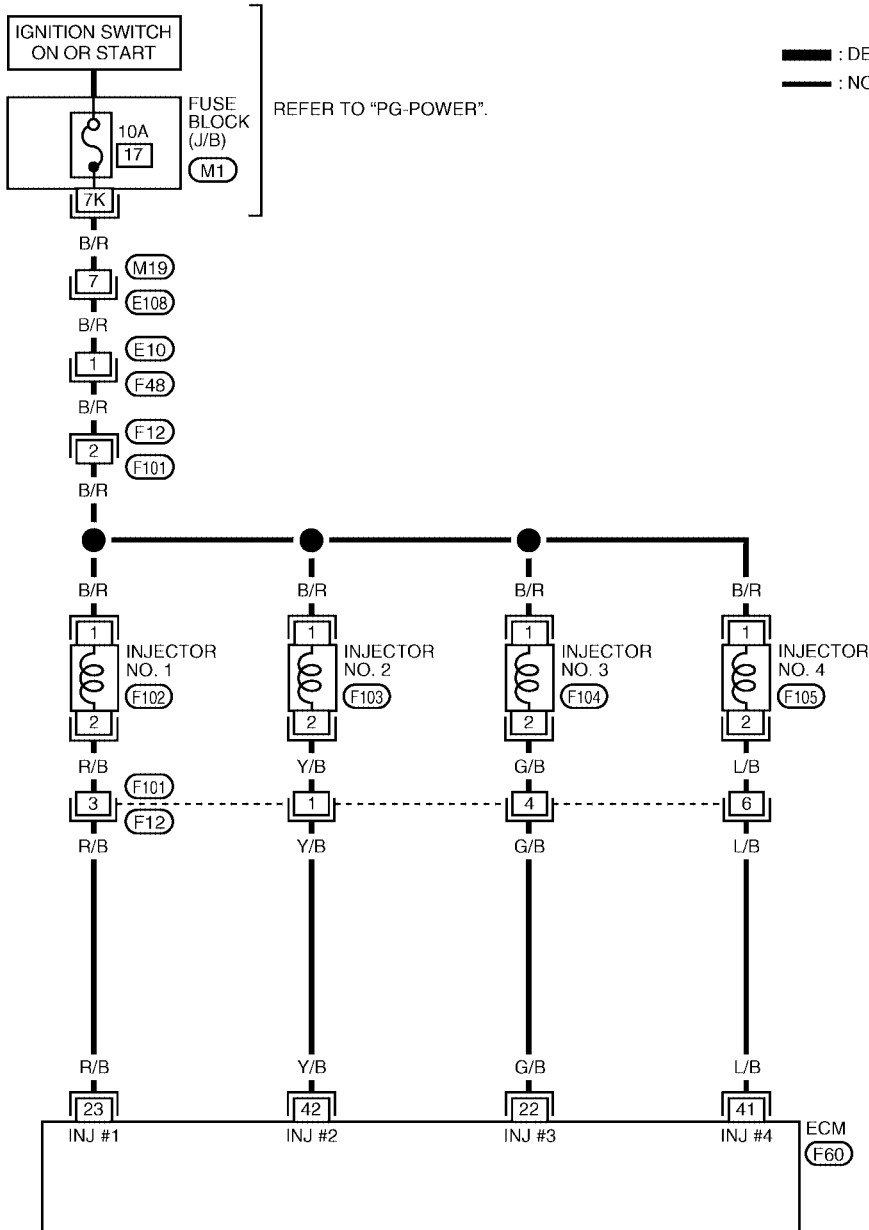 IGNITION SWITCH
ON OR START
: DE
: NO
FUSE
BLOCK
(J/B)
M1
REFER TO “PG-POWER”.
10A
17
7K
B/R
7
M19
E108
B/R
1
E10
F48
B/R
2
F12
F101
B/R
B/R B/R B/R B/R
1 1 1 1
INJECTOR
NO. 1
F102
INJECTOR
NO. 2
F103
INJECTOR
NO. 3
F104
INJECTOR
NO. 4
F105
2 2 2 2
R/B Y/B G/B L/B
F101
3 1 4 6
F12
R/B Y/B G/B L/B
R/B Y/B G/B L/B
23 42 22 41
INJ #1 INJ #2 INJ #3 INJ #4
ECM
F60